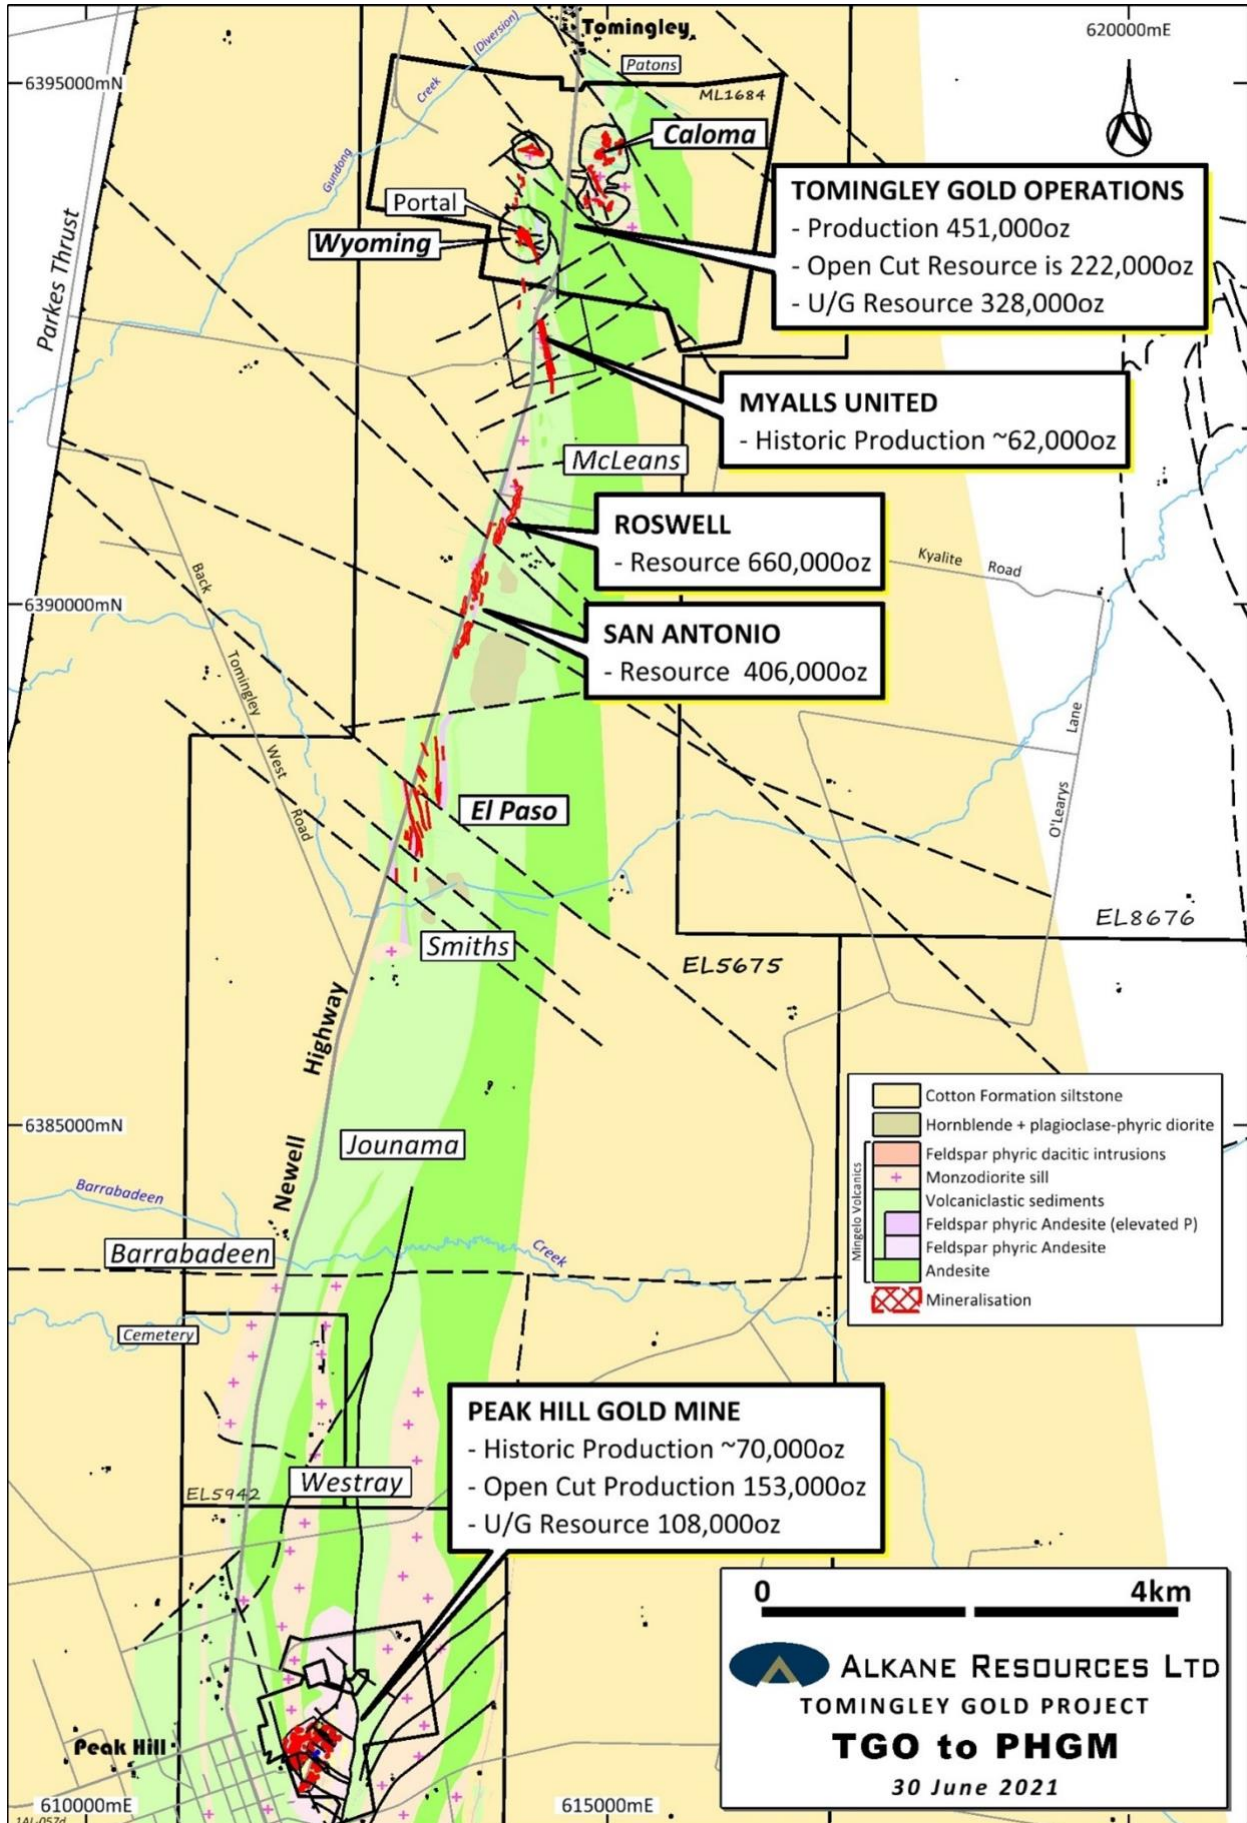 Tomingley
620000mE
(Diversion)
Creek
Gundong
Patons
6395000mN
ML1684
Caloma
TOMINGLEY GOLD OPERATIONS
- Production 451,000oz
- Open Cut Resource is 222,000oz
- U/G Resource 328,000oz
Portal
Wyoming
Parkes Thrust
MYALLS UNITED
- Historic Production ~62,000oz
McLeans
ROSWELL
- Resource 660,000oz
Kyalite Road
Back
Tomingley
West
Road
6390000mN
SAN ANTONIO
- Resource 406,000oz
O'Learys
Lane
El Paso
EL8676
Smiths
EL5675
Newell
Highway
Cotton Formation siltstone
Hornblende + plagioclase-phyric diorite
Mingelo Volcanics
Feldspar phyric dacitic intrusions
Monzodiorite sill
Volcaniclastic sediments
Feldspar phyric Andesite (elevated P)
Feldspar phyric Andesite
Andesite
Mineralisation
6385000mN
Jounama
Barrabadeen
Creek
Barrabadeen
Cemetery
PEAK HILL GOLD MINE
- Historic Production ~70,000oz
- Open Cut Production 153,000oz
- U/G Resource 108,000oz
Westray
EL5942
0 4km
ALKANE RESOURCES LTD
TOMINGLEY GOLD PROJECT
TGO to PHGM
30 June 2021
Peak Hill
610000mE
615000mE
1AL-057d